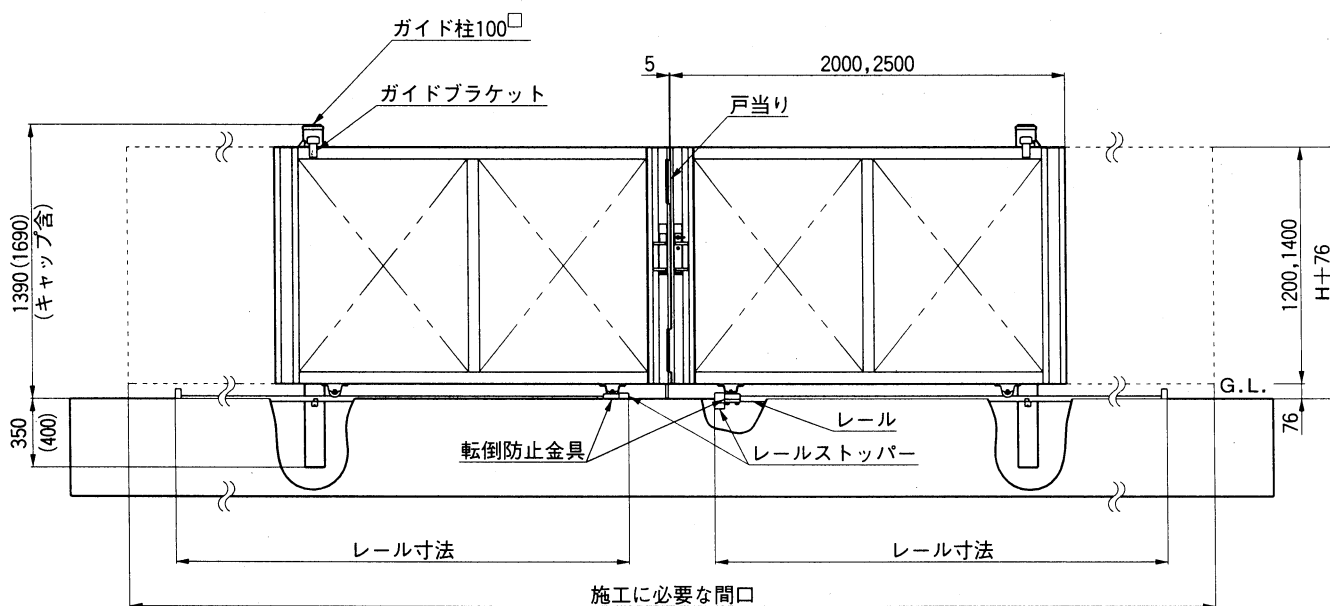 ガイド柱100□
5
2000,2500
ガイドブラケット
戸当り
1390(1690)
(キャップ含)
1200,1400
H+76
G.L.
350
(400)
76
レール
転倒防止金具
レールストッパー
レール寸法
レール寸法
施工に必要な間口